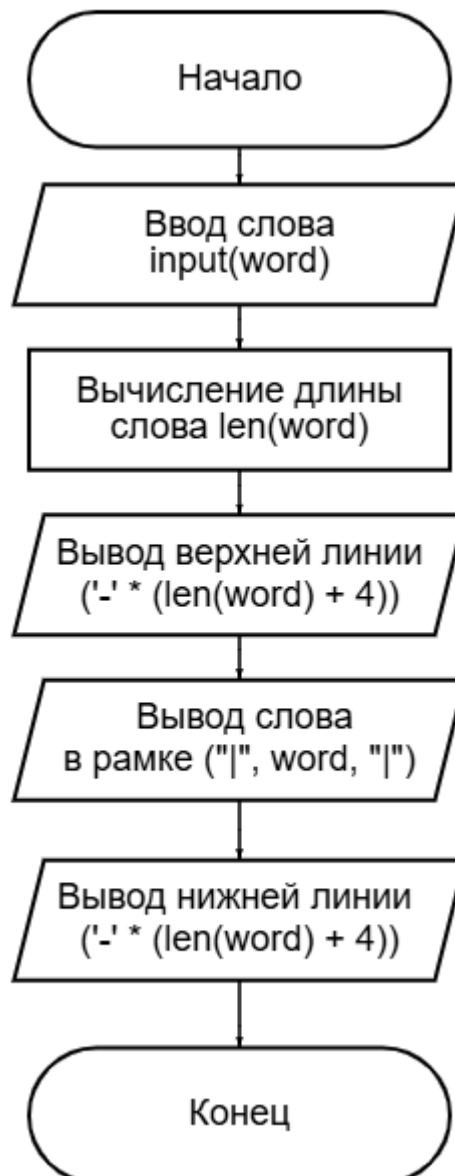 Начало
Ввод слова
input(word)
Вычисление длины
слова len(word)
Вывод верхней линии
('-' * (len(word) + 4))
Вывод слова
в рамке ("|", word, "|")
Вывод нижней линии
('-' * (len(word) + 4))
Конец